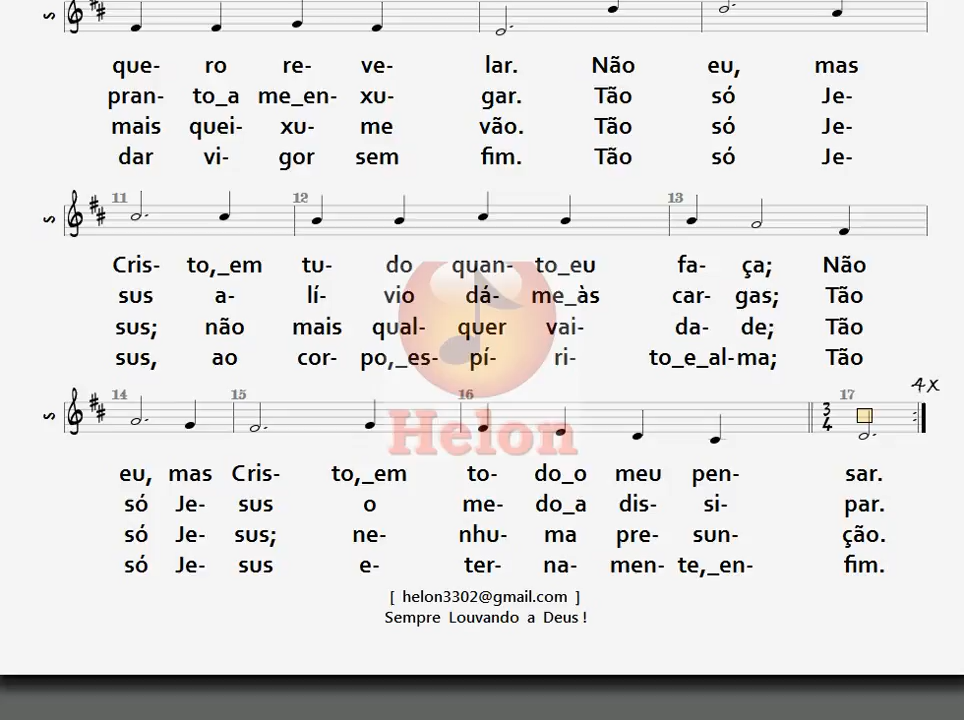 S
que- ro re- ve- lar. Não eu, mas
pran- to_a me_en- xu- gar. Tão só Je-
mais quei- xu- me vão. Tão só Je-
dar vi- gor sem fim. Tão só Je-
S 11 12 13
Cris- to,_em tu- do quan- to_eu fa- ça; Não
sus a- lí- vio dá- me_às car- gas; Tão
sus; não mais qual- quer vai- da- de; Tão
sus, ao cor- po,_es- pí- ri- to_e_al- ma; Tão
4x
S 14 15 16 17
3
4
Helon
eu, mas Cris- to,_em to- do_o meu pen- sar.
só Je- sus o me- do_a dis- si- par.
só Je- sus; ne- nhu- ma pre- sun- ção.
só Je- sus e- ter- na- men- te,_en- fim.
[ helon3302@gmail.com ]
Sempre Louvando a Deus !